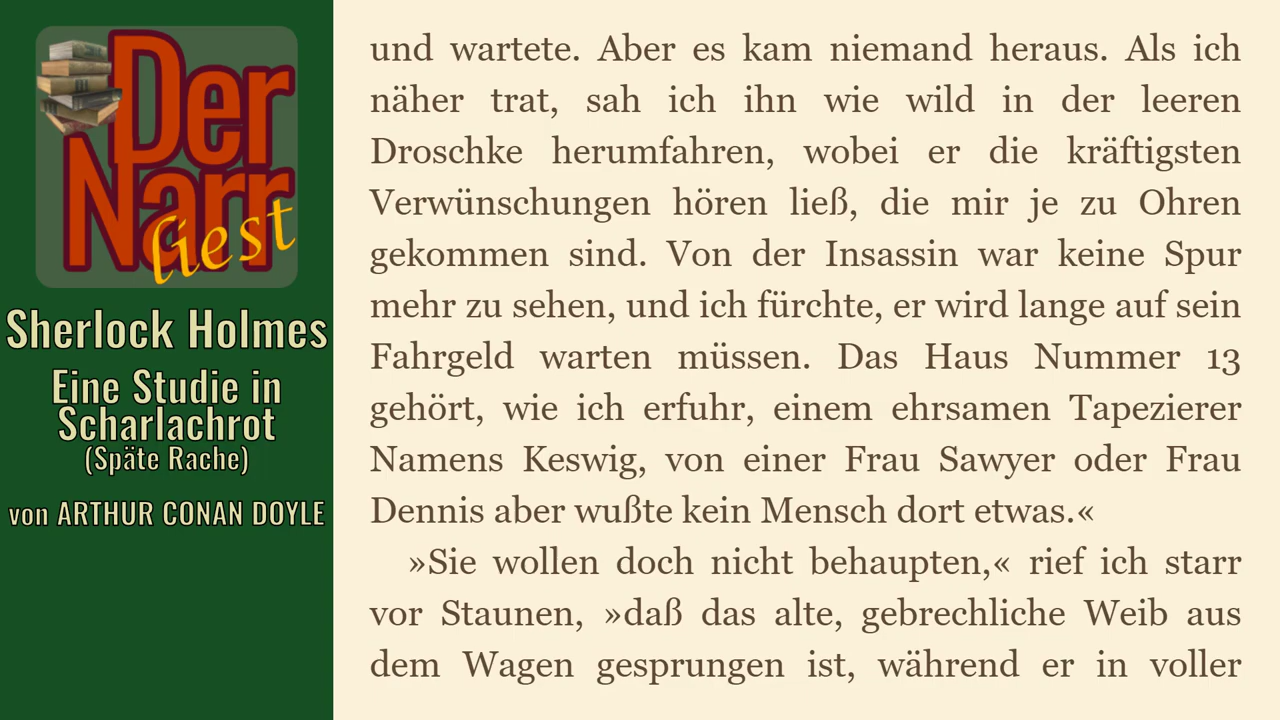 Der
Narr
liest
Sherlock Holmes
Eine Studie in
Scharlachrot
(Späte Rache)
von ARTHUR CONAN DOYLE
und wartete. Aber es kam niemand heraus. Als ich
näher trat, sah ich ihn wie wild in der leeren
Droschke herumfahren, wobei er die kräftigsten
Verwünschungen hören ließ, die mir je zu Ohren
gekommen sind. Von der Insassin war keine Spur
mehr zu sehen, und ich fürchte, er wird lange auf sein
Fahrgeld warten müssen. Das Haus Nummer 13
gehört, wie ich erfuhr, einem ehrsamen Tapezierer
Namens Keswig, von einer Frau Sawyer oder Frau
Dennis aber wußte kein Mensch dort etwas.«
»Sie wollen doch nicht behaupten,« rief ich starr
vor Staunen, »daß das alte, gebrechliche Weib aus
dem Wagen gesprungen ist, während er in voller